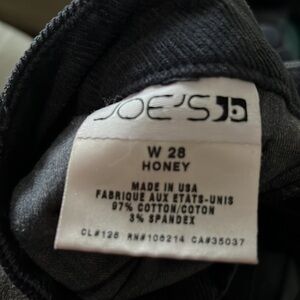 JOE'S
W 28
HONEY
MADE IN USA
FABRIQUE AUX ETATS-UNIS
97% COTTON/COTON
3% SPANDEX
CL#128 RN#106214 CA#35037